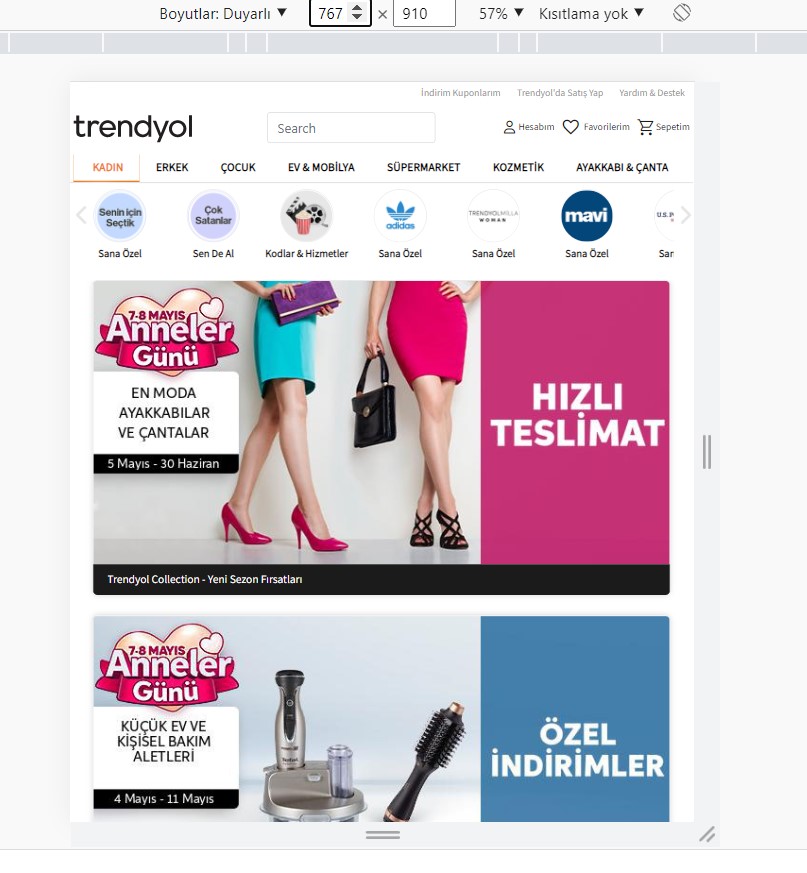 Boyutlar: Duyarlı ▼ 767 × 910 57% ▼ Kısıtlama yok ▼
İndirim Kuponlarım Trendyol'da Satış Yap Yardım & Destek
trendyol Search Hesabım Favorilerim Sepetim
KADIN ERKEK ÇOCUK EV & MOBİLYA SÜPERMARKET KOZMETİK AYAKKABI & ÇANTA
Senin için
Seçtik
Çok
Satanlar
adidas
TRENDYOLMILLA
WOMAN
mavi
U.S. P
Sana Özel Sen De Al Kodlar & Hizmetler Sana Özel Sana Özel Sana Özel Sar
7-8 MAYIS
Anneler
Günü
EN MODA
AYAKKABILAR
VE ÇANTALAR
5 Mayıs - 30 Haziran
HIZLI
TESLİMAT
Trendyol Collection - Yeni Sezon Fırsatları
7-8 MAYIS
Anneler
Günü
KÜÇÜK EV VE
KİŞİSEL BAKIM
ALETLERİ
4 Mayıs - 11 Mayıs
ÖZEL
İNDİRİMLER